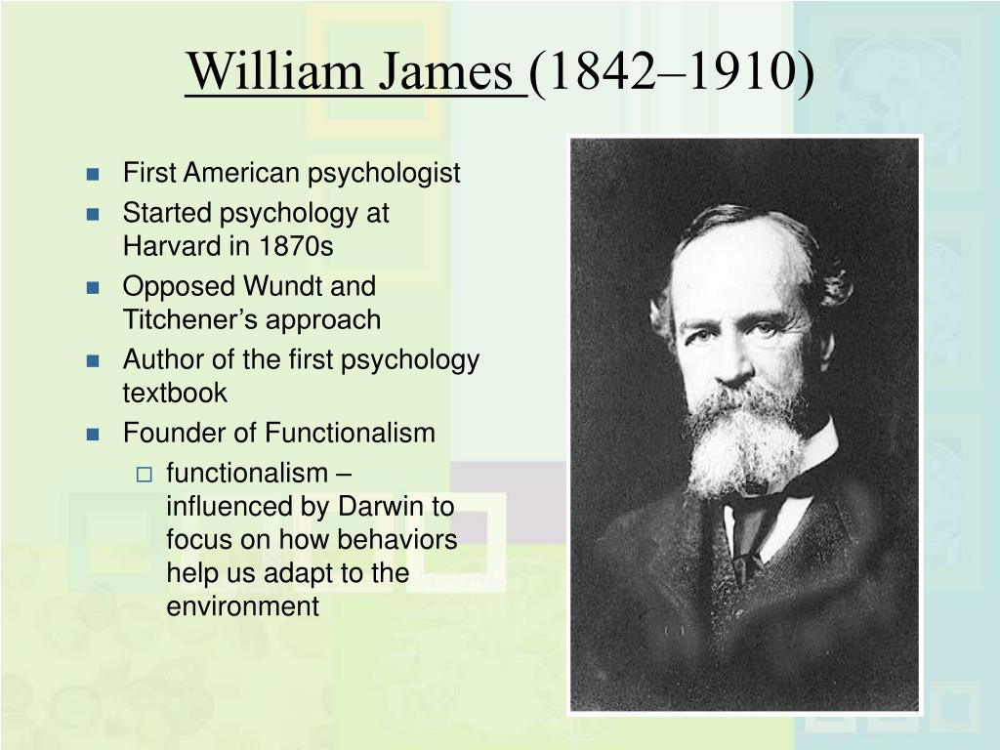 William James (1842–1910)
First American psychologist
Started psychology at
Harvard in 1870s
Opposed Wundt and
Titchener’s approach
Author of the first psychology
textbook
Founder of Functionalism
functionalism –
influenced by Darwin to
focus on how behaviors
help us adapt to the
environment